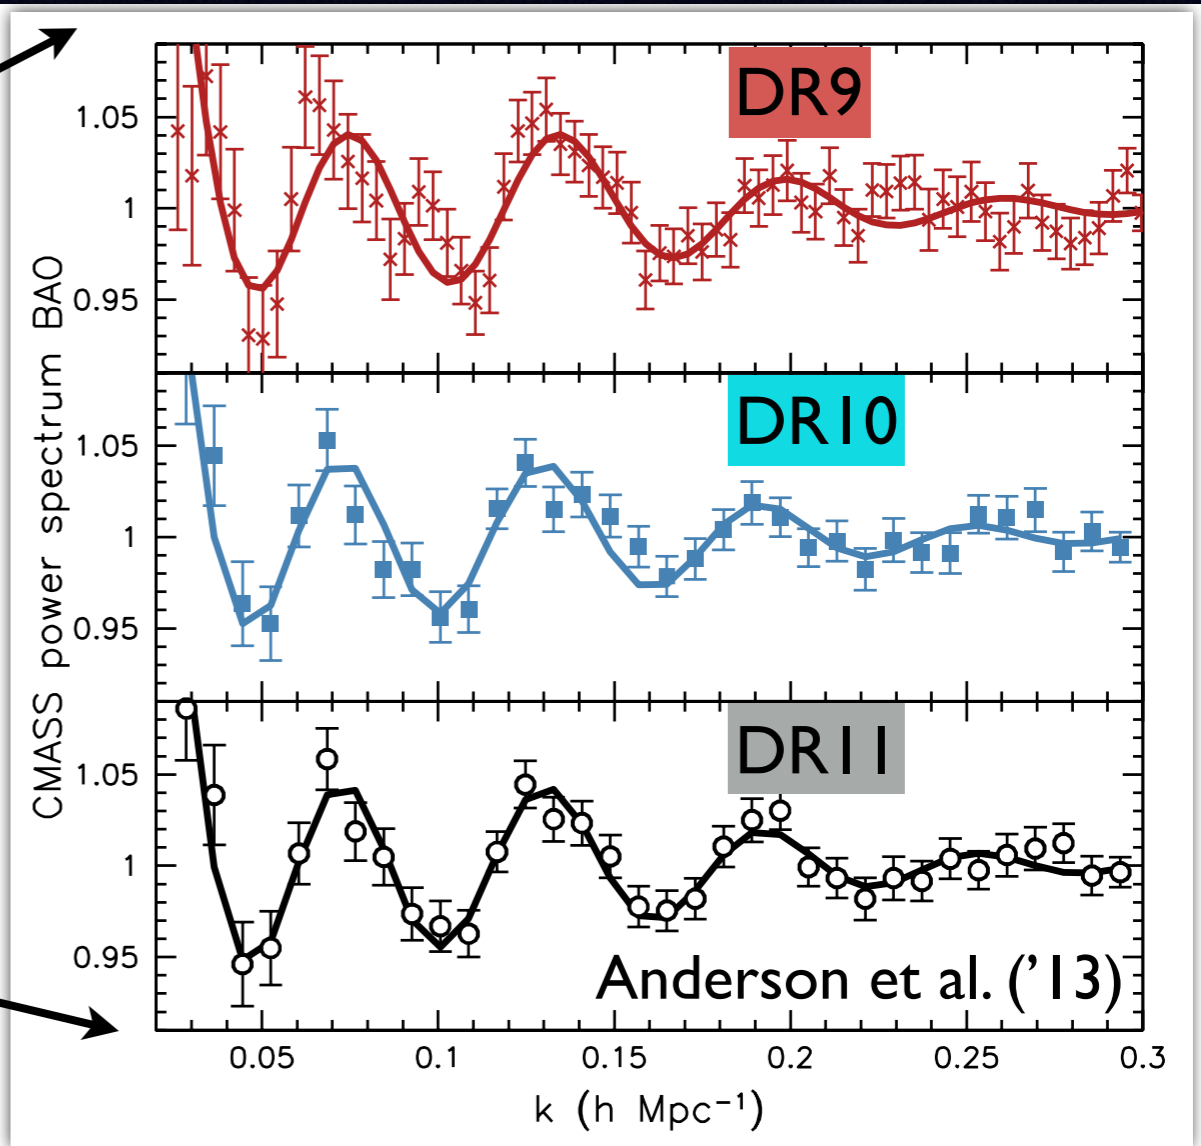 CMASS power spectrum BAO
DR9
1.05
1
0.95
DR10
1.05
1
0.95
DR11
1.05
1
0.95
Anderson et al. (’13)
0.05 0.1 0.15 0.2 0.25 0.3
k (h Mpc⁻¹)